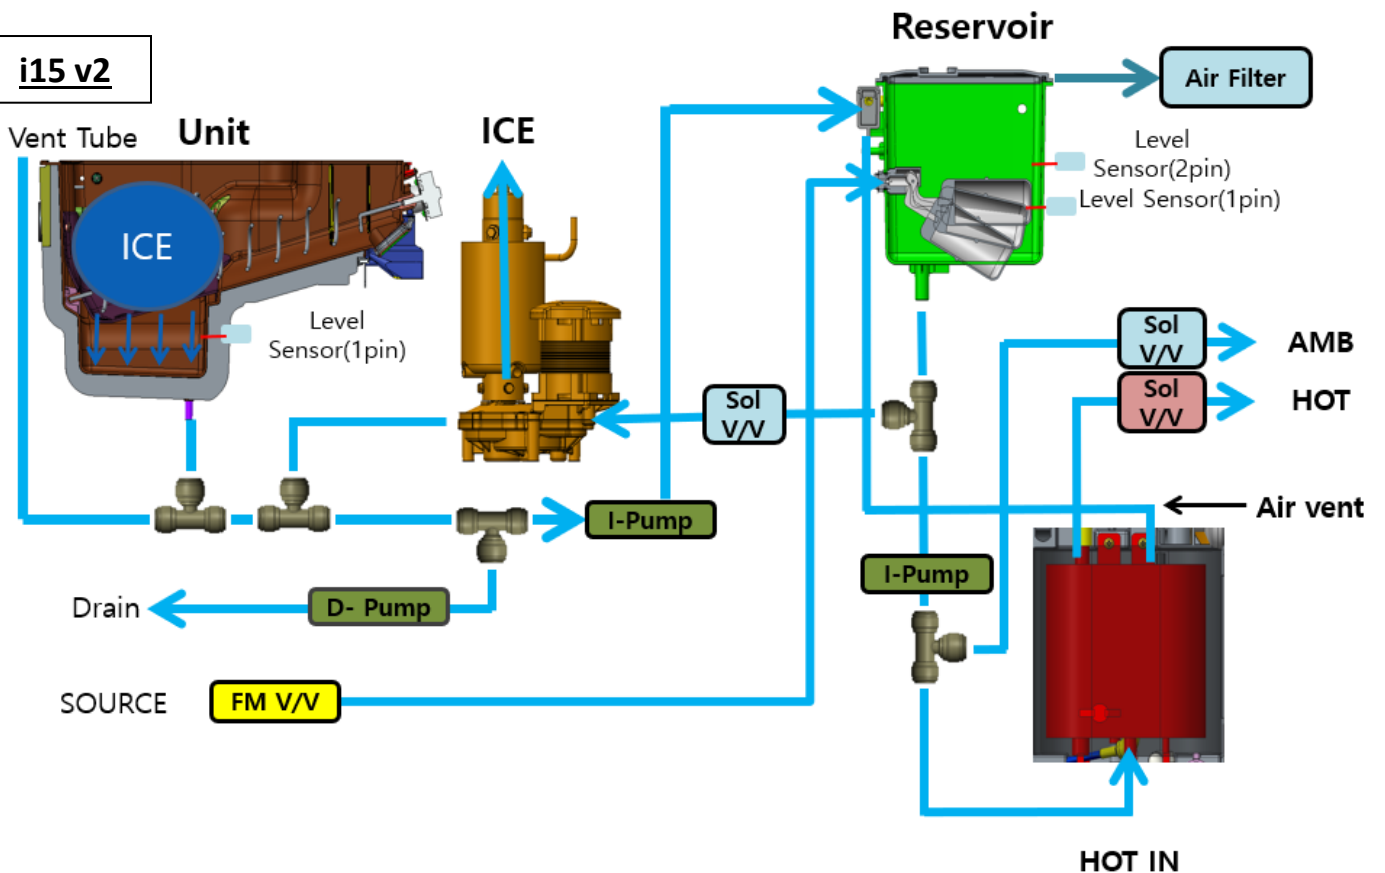 i15 v2
Reservoir
Air Filter
Vent Tube
Unit
ICE
Level
Sensor(2pin)
Level Sensor(1pin)
ICE
Level
Sensor(1pin)
Sol
V/V
AMB
Sol
V/V
HOT
Sol
V/V
I-Pump
Air vent
I-Pump
Drain
D- Pump
SOURCE
FM V/V
HOT IN